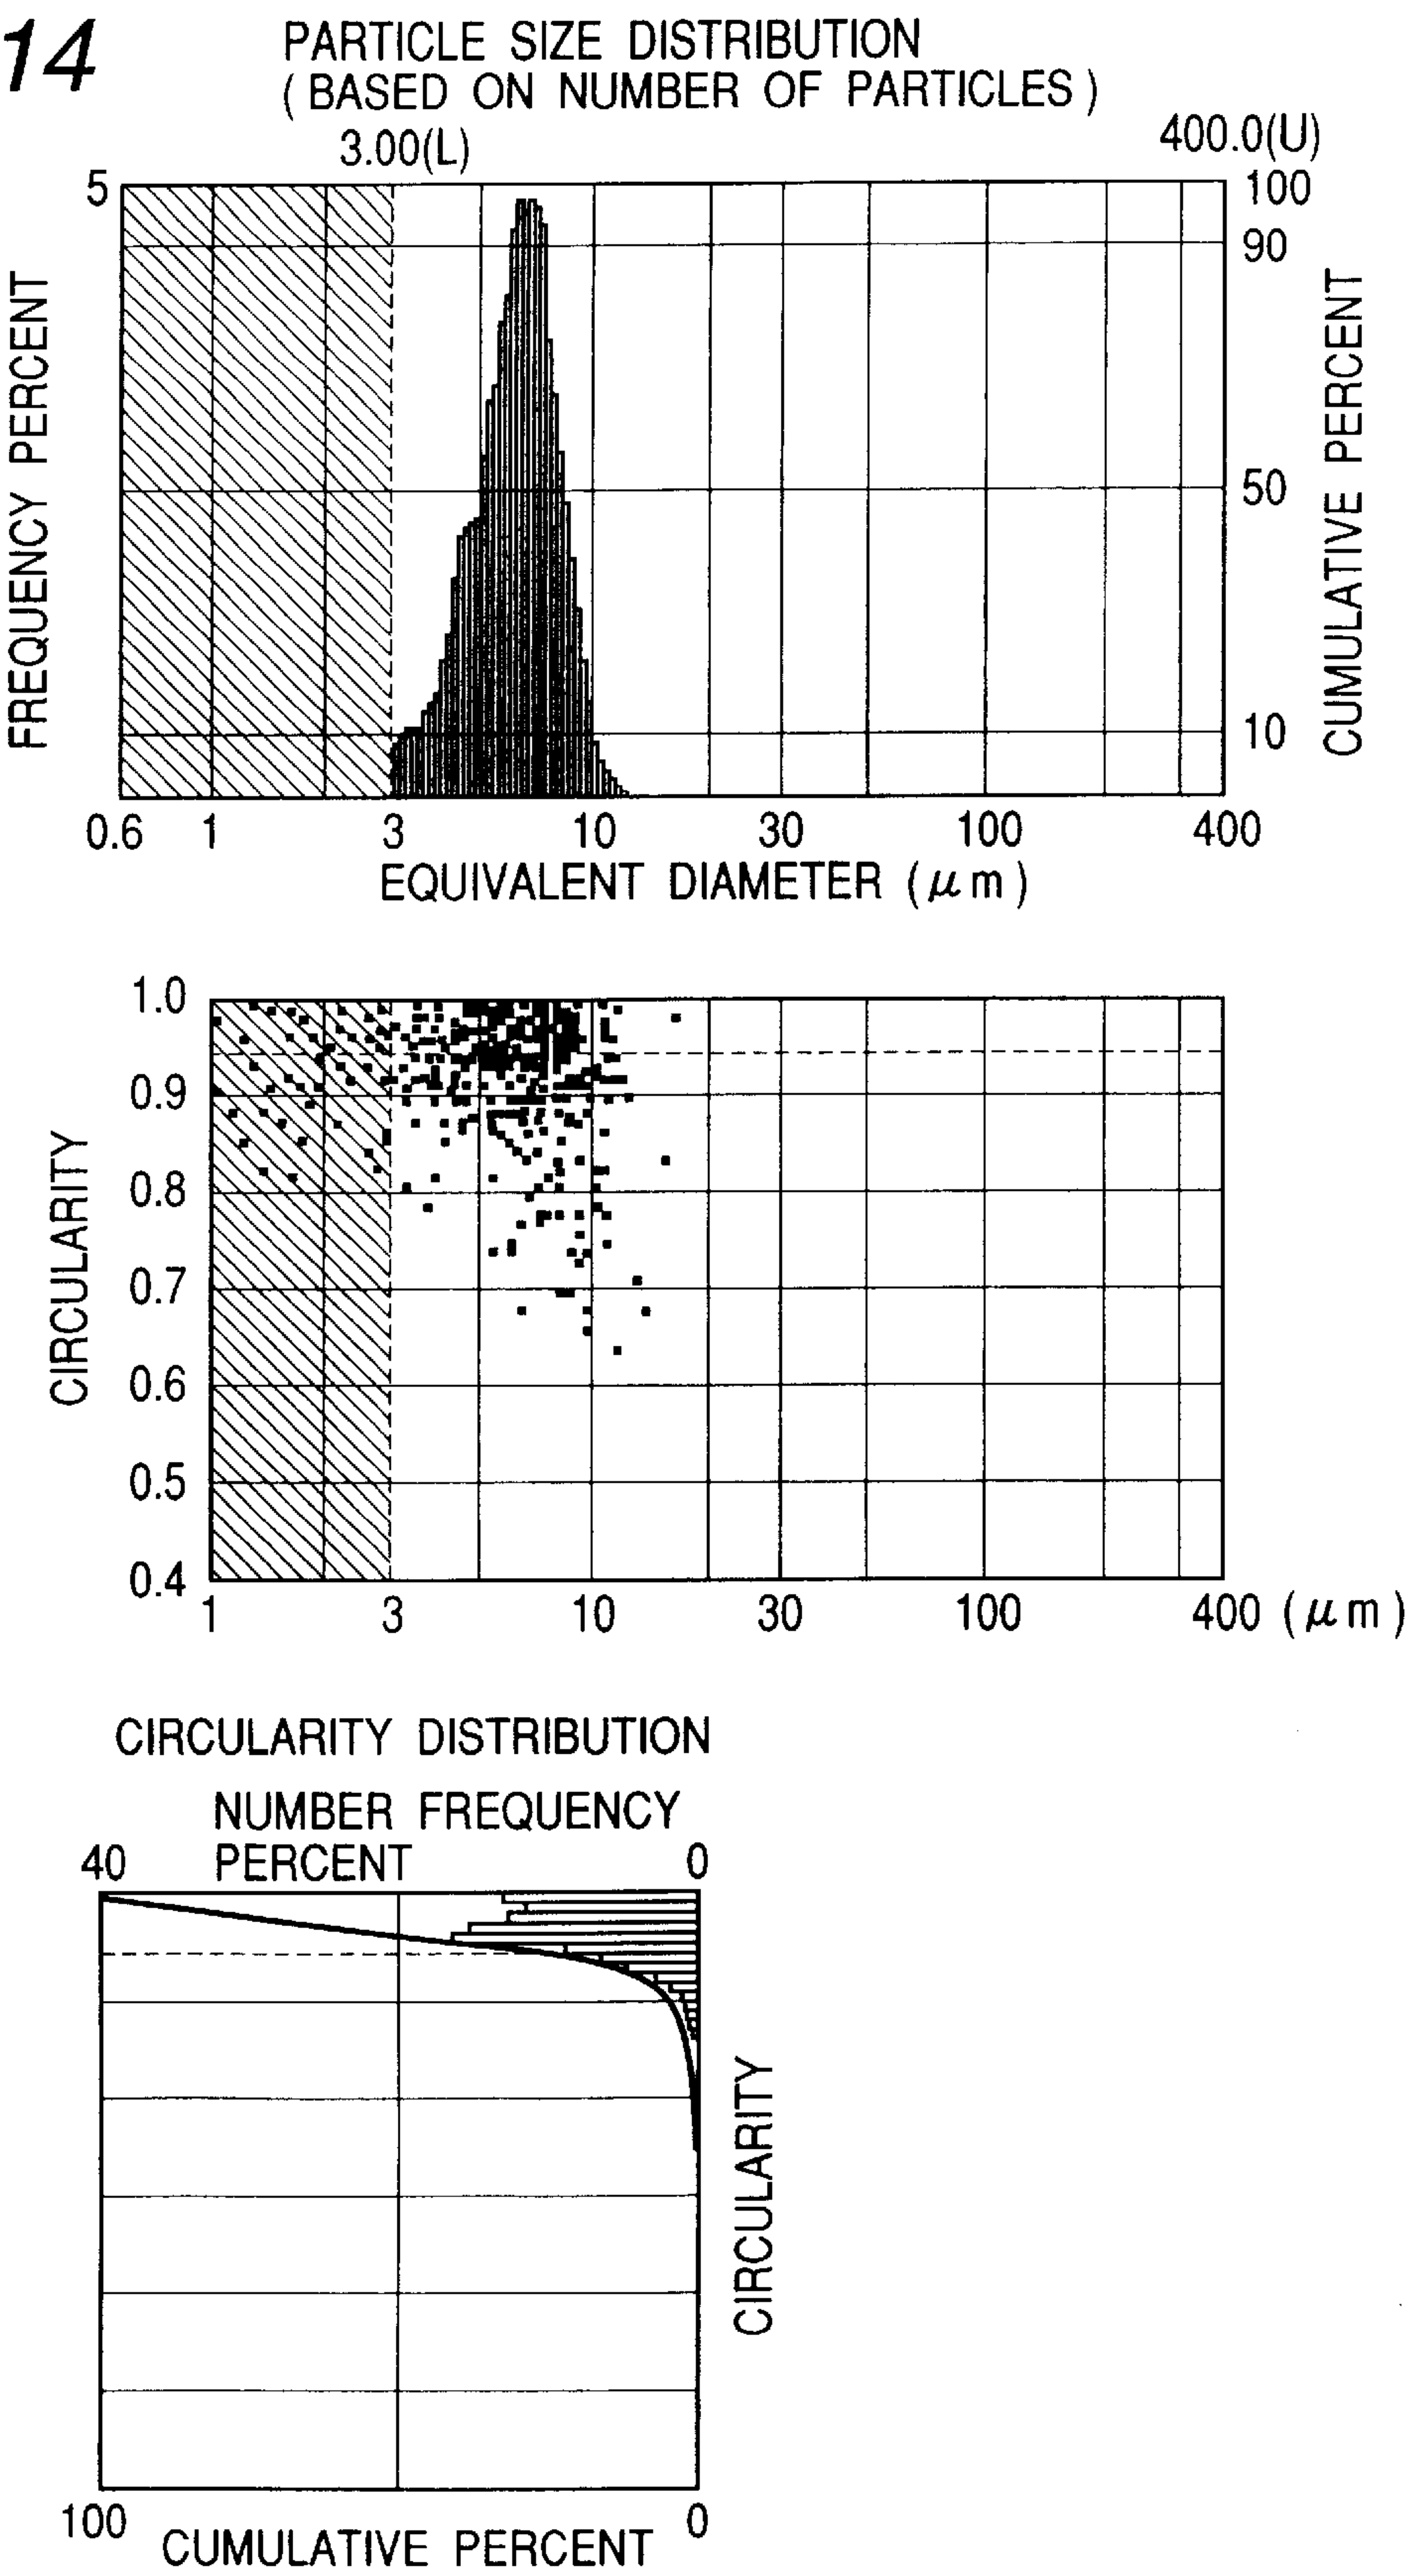 14
PARTICLE SIZE DISTRIBUTION
(BASED ON NUMBER OF PARTICLES)
3.00(L) 400.0(U)
5 100
90
50
10
FREQUENCY PERCENT
CUMULATIVE PERCENT
0.6 1 3 10 30 100 400
EQUIVALENT DIAMETER (μm)
1.0
0.9
0.8
0.7
0.6
0.5
0.4
CIRCULARITY
1 3 10 30 100 400 (μm)
CIRCULARITY DISTRIBUTION
NUMBER FREQUENCY
40 PERCENT 0
CIRCULARITY
100 CUMULATIVE PERCENT 0